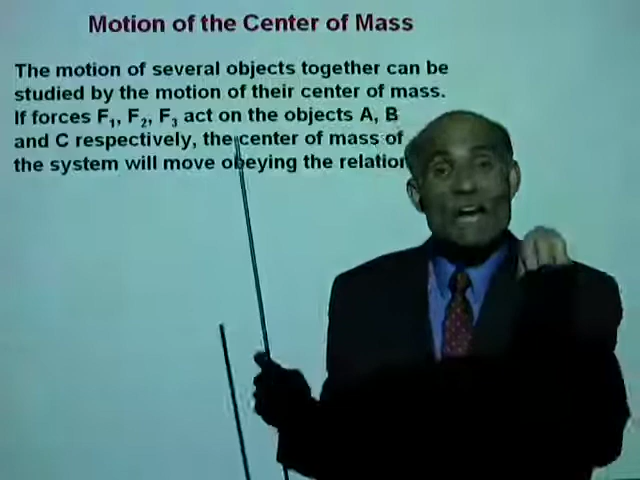 Motion of the Center of Mass
The motion of several objects together can be
studied by the motion of their center of mass.
If forces F₁, F₂, F₃ act on the objects A, B
and C respectively, the center of mass of
the system will move obeying the relation